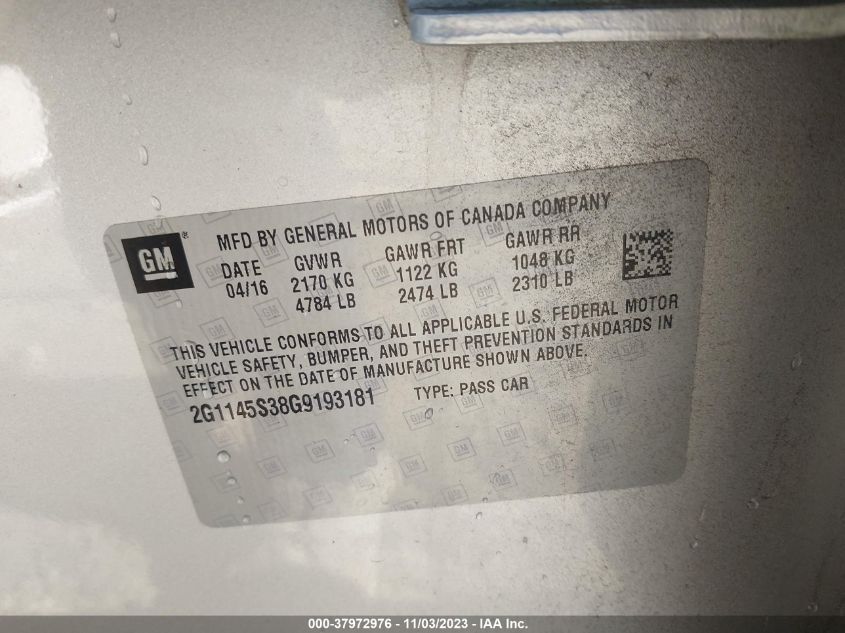 GM ®
MFD BY GENERAL MOTORS OF CANADA COMPANY
DATE GVWR GAWR FRT GAWR RR
04/16 2170 KG 1122 KG 1048 KG
4784 LB 2474 LB 2310 LB
THIS VEHICLE CONFORMS TO ALL APPLICABLE U.S. FEDERAL MOTOR
VEHICLE SAFETY, BUMPER, AND THEFT PREVENTION STANDARDS IN
EFFECT ON THE DATE OF MANUFACTURE SHOWN ABOVE.
2G1145S38G9193181 TYPE: PASS CAR
000-37972976 - 11/03/2023 - IAA Inc.